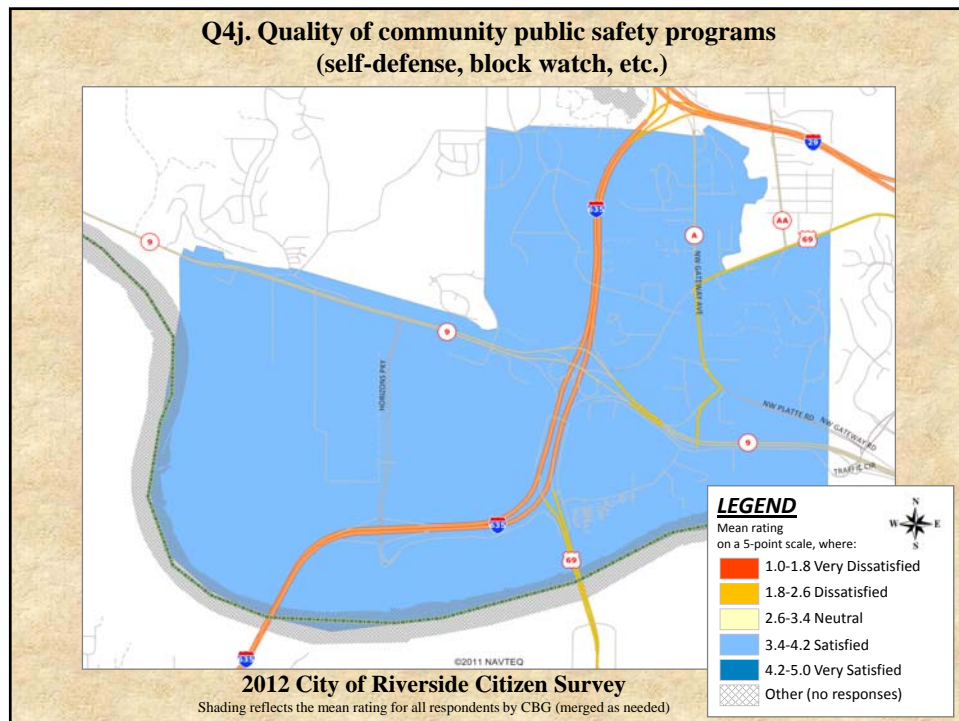 Q4j. Quality of community public safety programs
(self-defense, block watch, etc.)
29
635
AA
A
69
9
NW GATEWAY AVE
9
HORIZONS PKY
NW PLATTE RD
NW GATEWAY RD
9
TRAFFIC CIR
635
69
635
©2011 NAVTEQ
LEGEND
Mean rating
on a 5-point scale, where:
N
W E
S
1.0-1.8 Very Dissatisfied
1.8-2.6 Dissatisfied
2.6-3.4 Neutral
3.4-4.2 Satisfied
4.2-5.0 Very Satisfied
Other (no responses)
2012 City of Riverside Citizen Survey
Shading reflects the mean rating for all respondents by CBG (merged as needed)